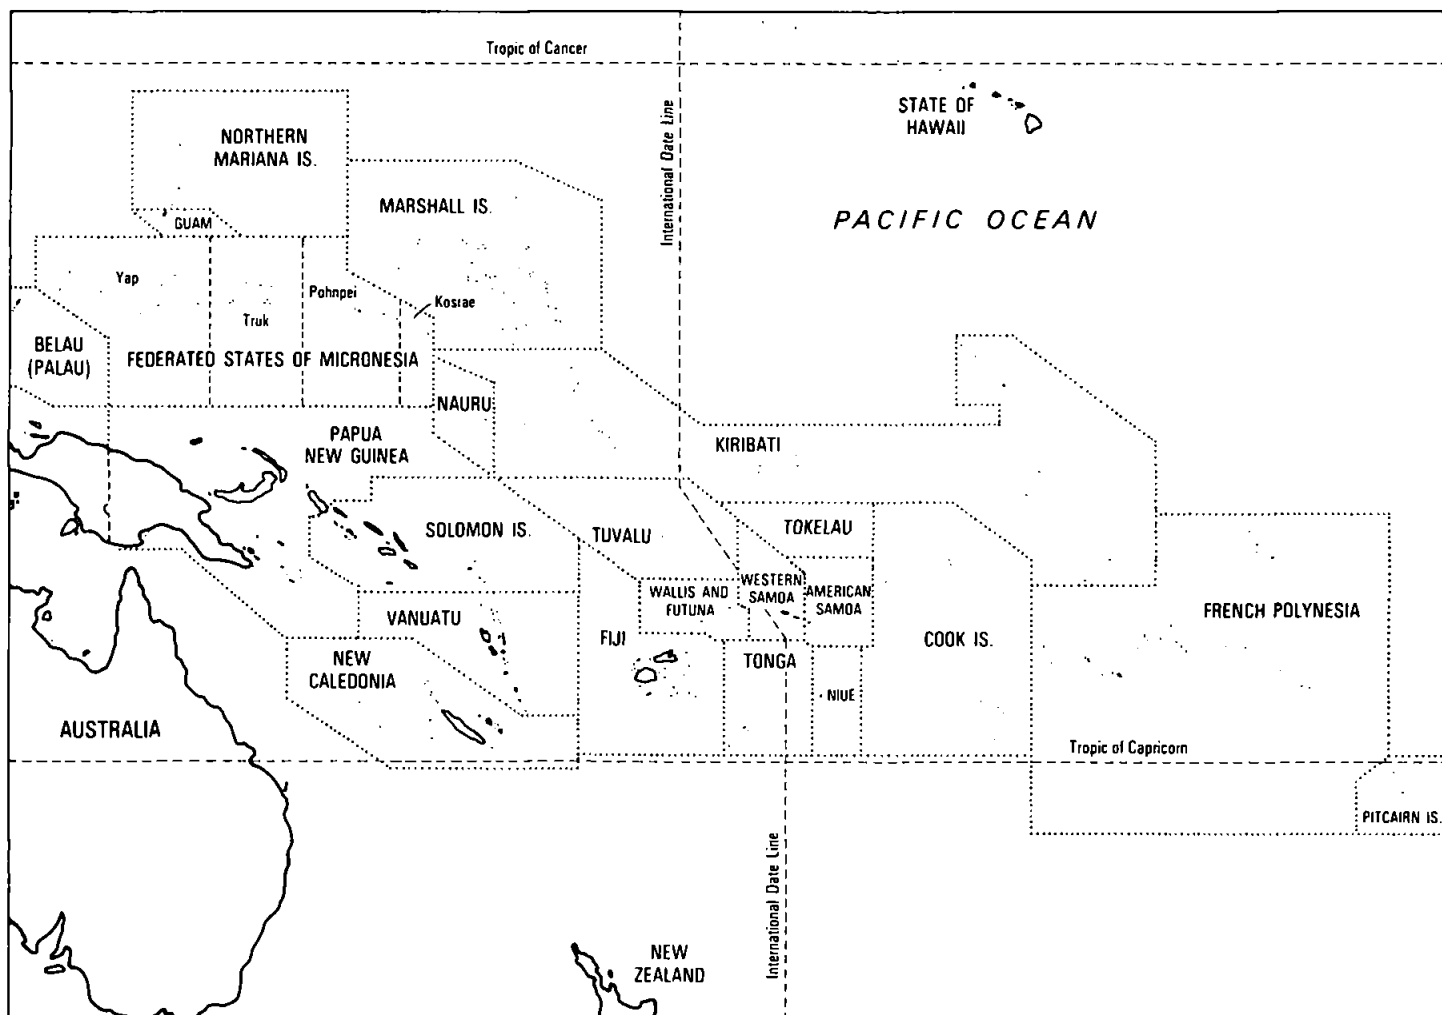 Tropic of Cancer
International Date Line
STATE OF
HAWAII
NORTHERN
MARIANA IS.
MARSHALL IS.
GUAM
PACIFIC OCEAN
Yap
Pohnpei
Kosrae
Truk
BELAU
(PALAU)
FEDERATED STATES OF MICRONESIA
NAURU
PAPUA
NEW GUINEA
KIRIBATI
SOLOMON IS.
TUVALU
TOKELAU
WESTERN
SAMOA
AMERICAN
SAMOA
WALLIS AND
FUTUNA
FRENCH POLYNESIA
VANUATU
FIJI
COOK IS.
NEW
CALEDONIA
TONGA
NIUE
AUSTRALIA
Tropic of Capricorn
PITCAIRN IS.
International Date Line
NEW
ZEALAND